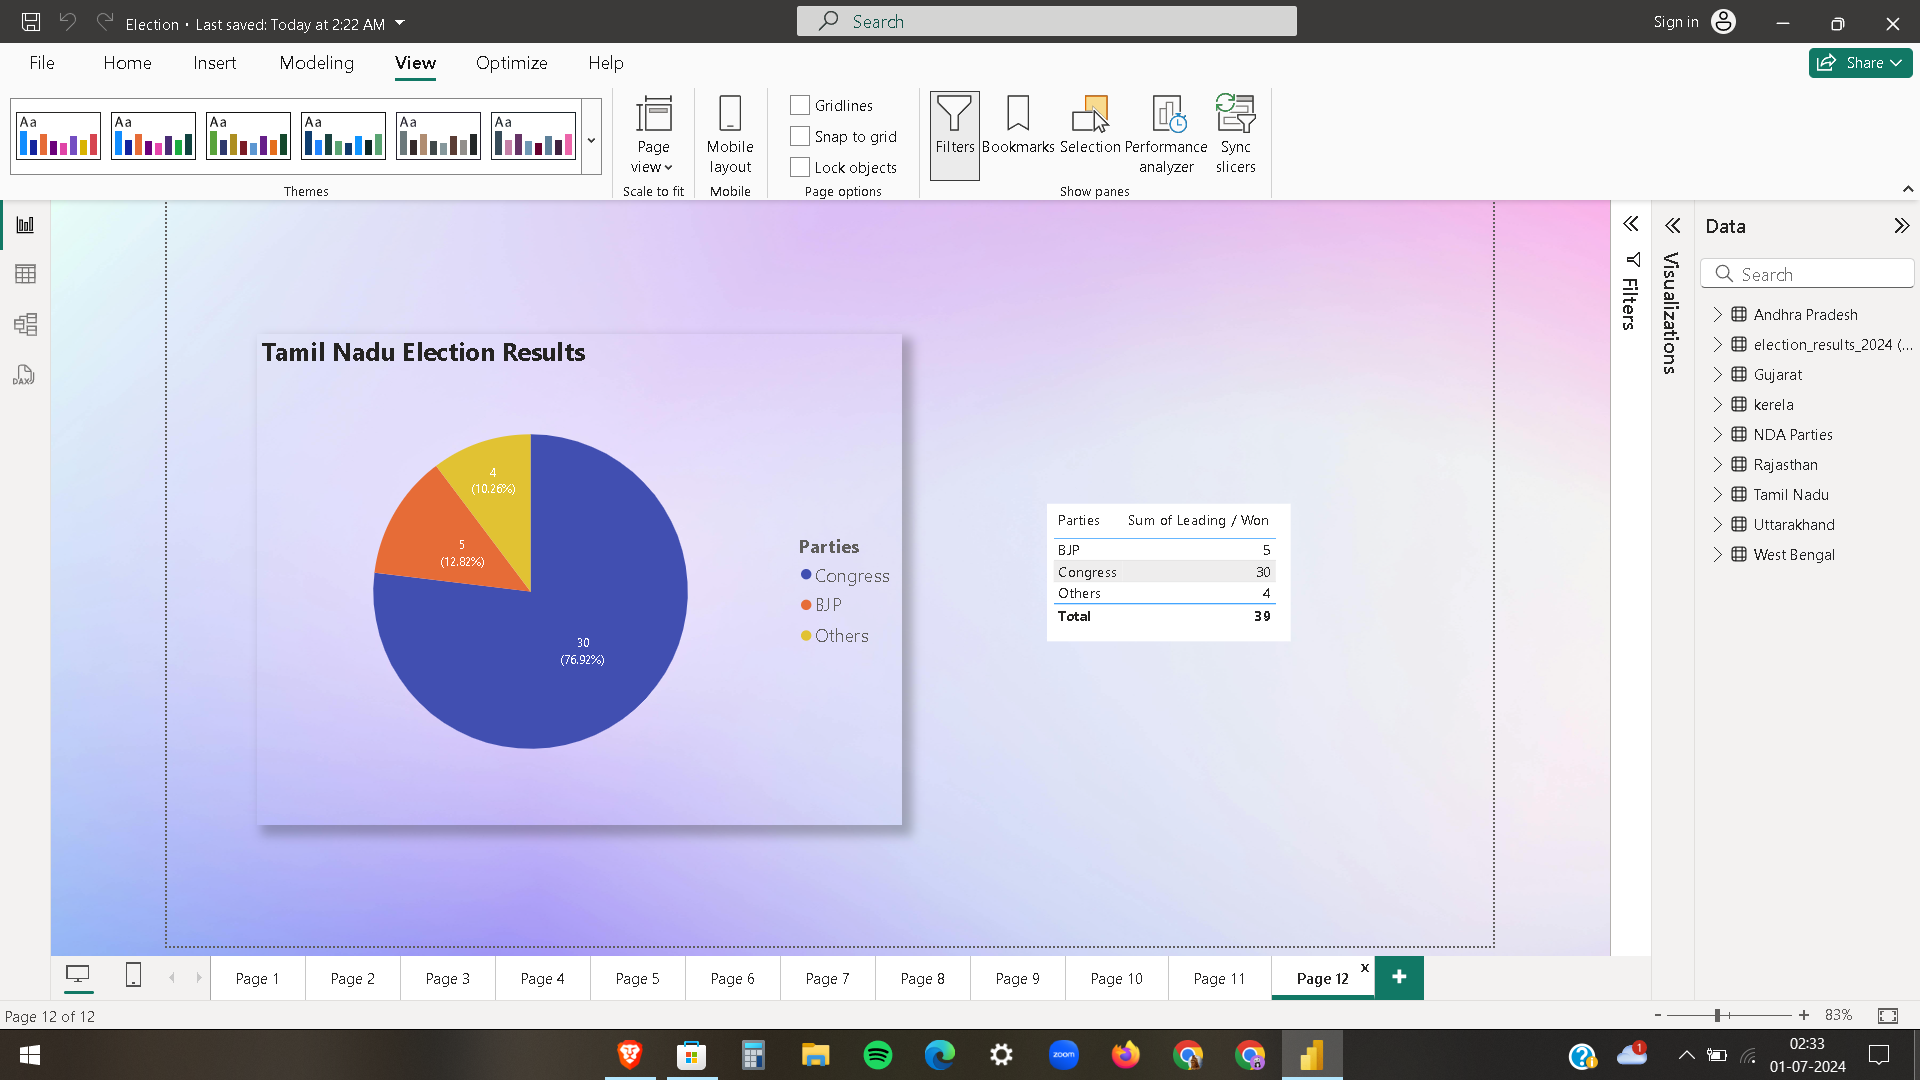 Election • Last saved: Today at 2:22 AM
Search
Sign in
File Home Insert Modeling View Optimize Help
Share
Aa Aa Aa Aa Aa Aa
Themes
Page view
Scale to fit
Mobile layout
Mobile
Gridlines
Snap to grid
Lock objects
Page options
Filters Bookmarks Selection Performance analyzer Sync slicers
Show panes
Tamil Nadu Election Results
4
(10.26%)
5
(12.82%)
30
(76.92%)
Parties
Congress
BJP
Others
Parties Sum of Leading / Won
BJP 5
Congress 30
Others 4
Total 39
Filters
Visualizations
Data
Search
Andhra Pradesh
election_results_2024 (...
Gujarat
kerela
NDA Parties
Rajasthan
Tamil Nadu
Uttarakhand
West Bengal
DAX
Page 1 Page 2 Page 3 Page 4 Page 5 Page 6 Page 7 Page 8 Page 9 Page 10 Page 11 Page 12 x +
Page 12 of 12
- + 83%
zoom
1
02:33
01-07-2024